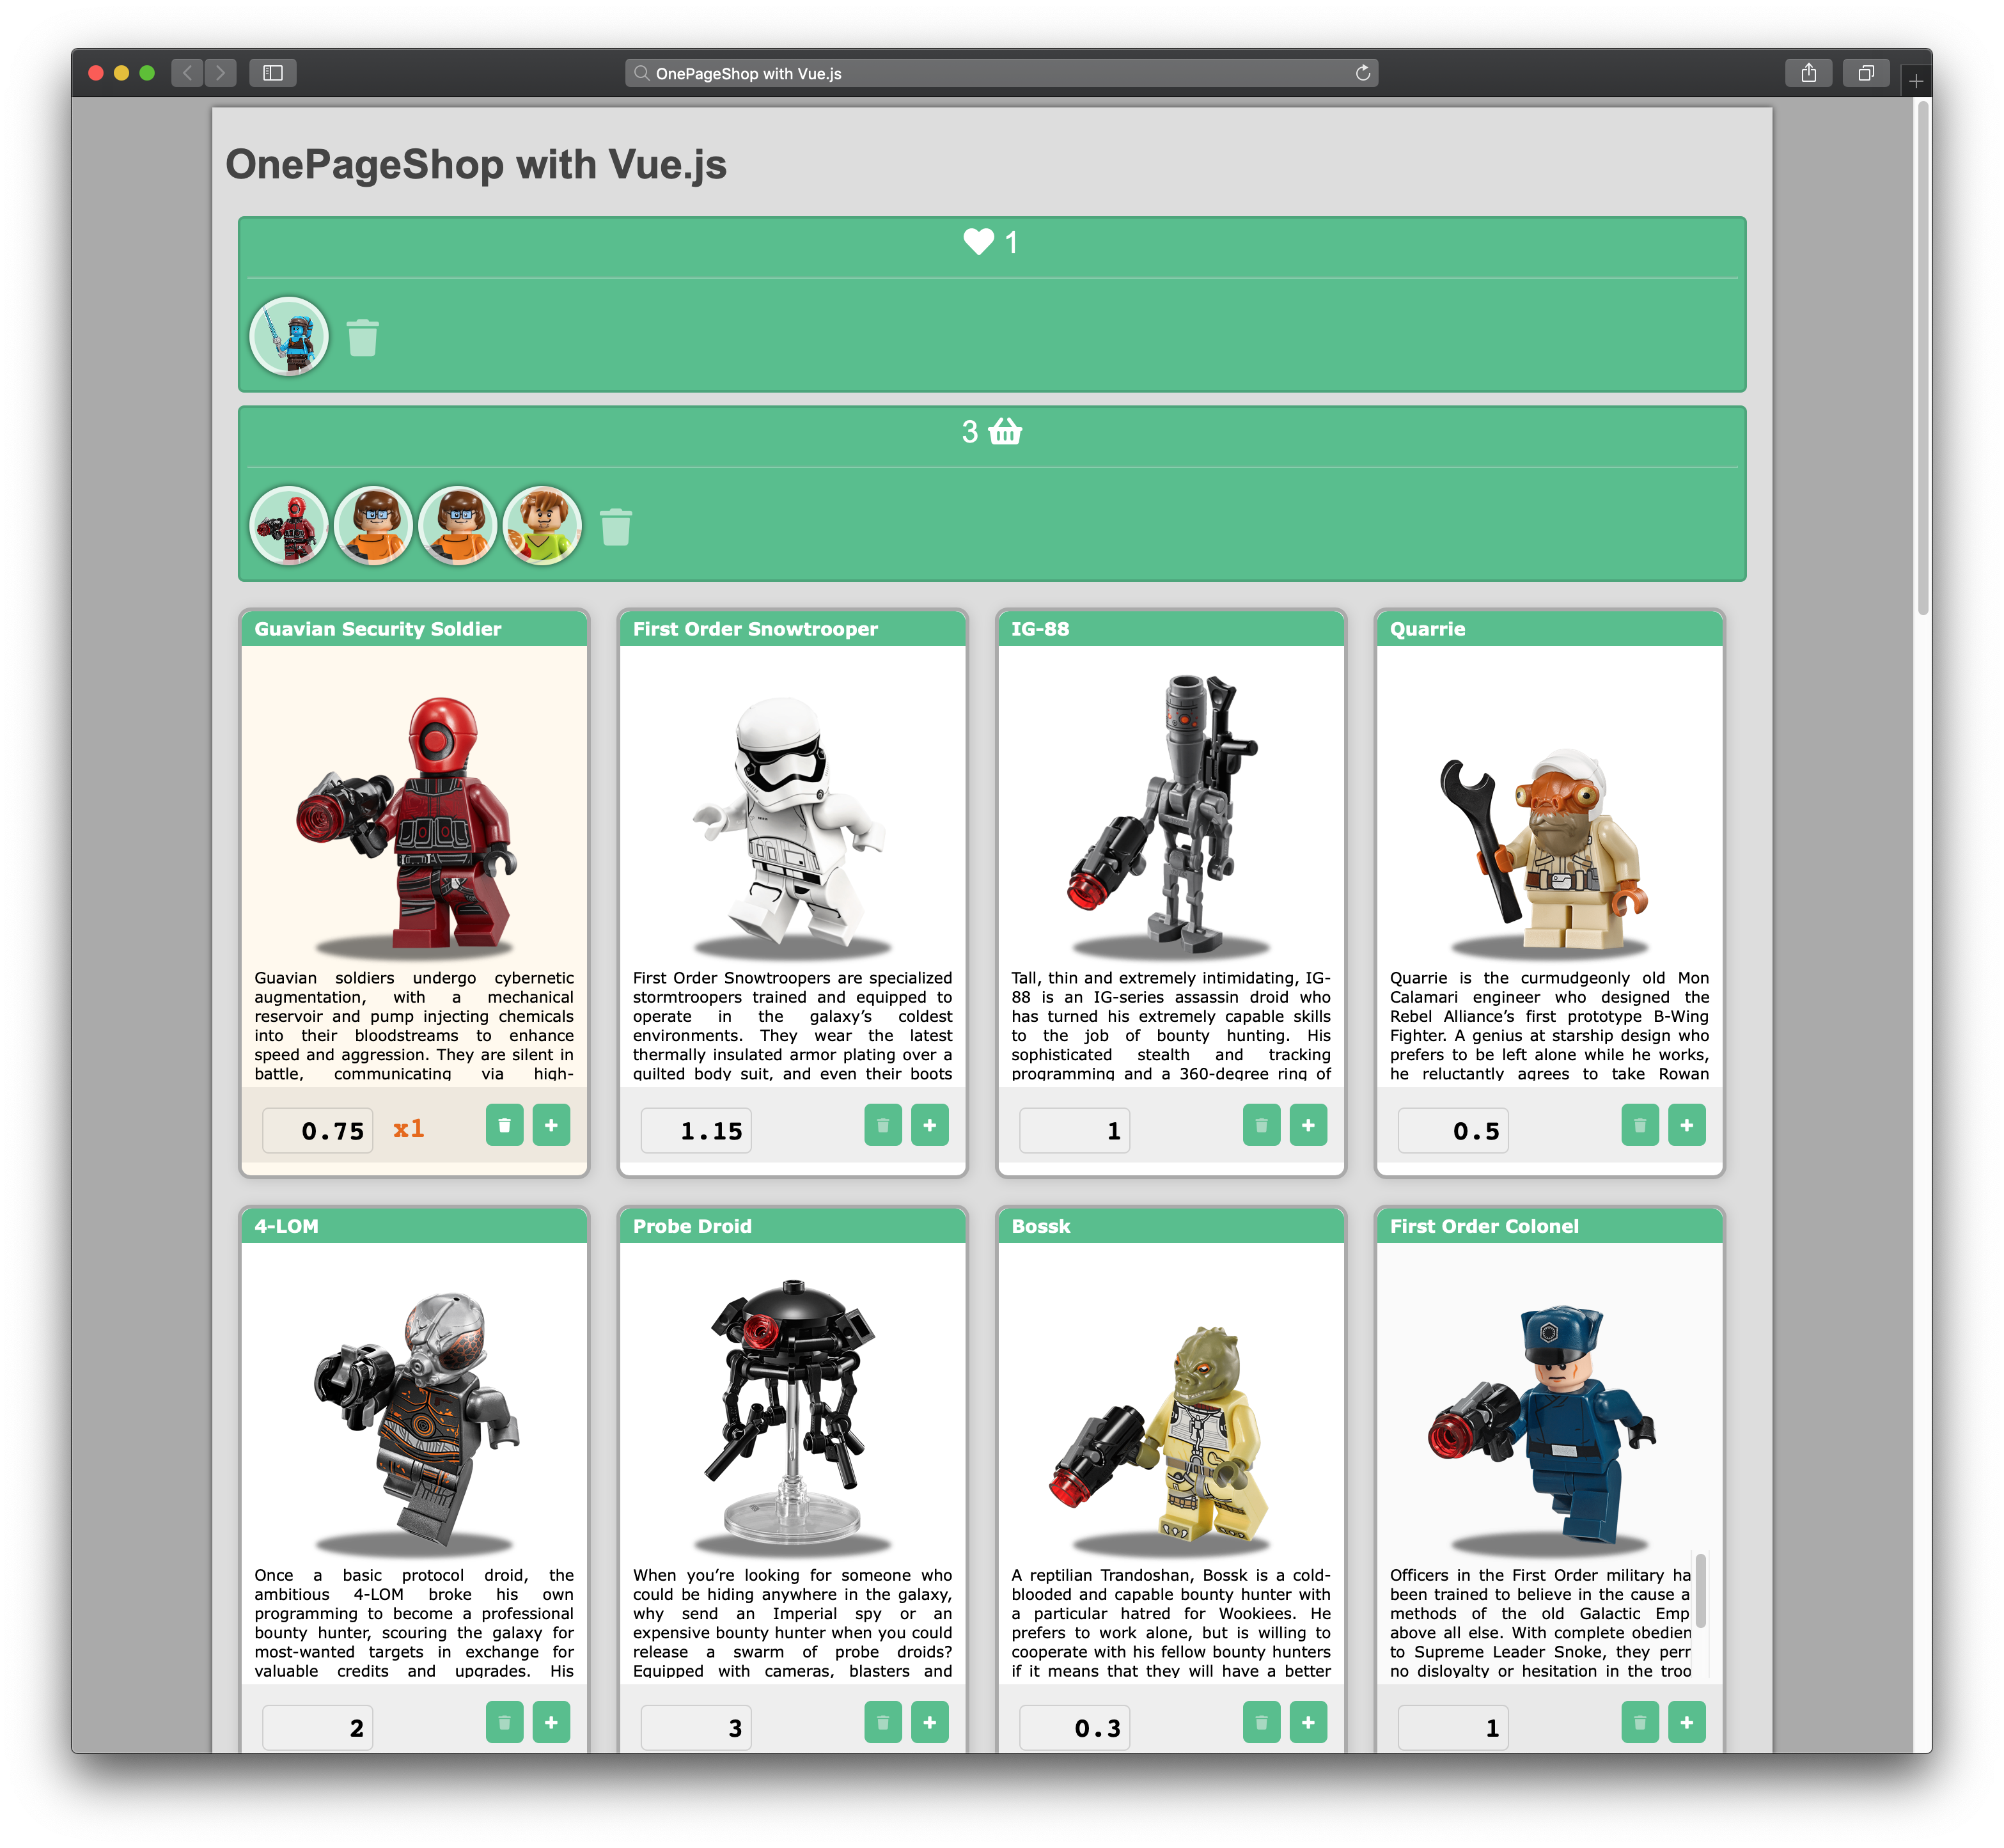 OnePageShop with Vue.js
OnePageShop with Vue.js
1
3
Guavian Security Soldier
Guavian soldiers undergo cybernetic
augmentation, with a mechanical
reservoir and pump injecting chemicals
into their bloodstreams to enhance
speed and aggression. They are silent in
battle, communicating via high-
0.75 x1
First Order Snowtrooper
First Order Snowtroopers are specialized
stormtroopers trained and equipped to
operate in the galaxy’s coldest
environments. They wear the latest
thermally insulated armor plating over a
quilted body suit, and even their boots
1.15
IG-88
Tall, thin and extremely intimidating, IG-
88 is an IG-series assassin droid who
has turned his extremely capable skills
to the job of bounty hunting. His
sophisticated stealth and tracking
programming and a 360-degree ring of
1
Quarrie
Quarrie is the curmudgeonly old Mon
Calamari engineer who designed the
Rebel Alliance’s first prototype B-Wing
Fighter. A genius at starship design who
prefers to be left alone while he works,
he reluctantly agrees to take Rowan
0.5
4-LOM
Once a basic protocol droid, the
ambitious 4-LOM broke his own
programming to become a professional
bounty hunter, scouring the galaxy for
most-wanted targets in exchange for
valuable credits and upgrades. His
2
Probe Droid
When you’re looking for someone who
could be hiding anywhere in the galaxy,
why send an Imperial spy or an
expensive bounty hunter when you could
release a swarm of probe droids?
Equipped with cameras, blasters and
3
Bossk
A reptilian Trandoshan, Bossk is a cold-
blooded and capable bounty hunter with
a particular hatred for Wookiees. He
prefers to work alone, but is willing to
cooperate with his fellow bounty hunters
if it means that they will have a better
0.3
First Order Colonel
Officers in the First Order military ha
been trained to believe in the cause a
methods of the old Galactic Emp
above all else. With complete obedien
to Supreme Leader Snoke, they perr
no disloyalty or hesitation in the troo
1